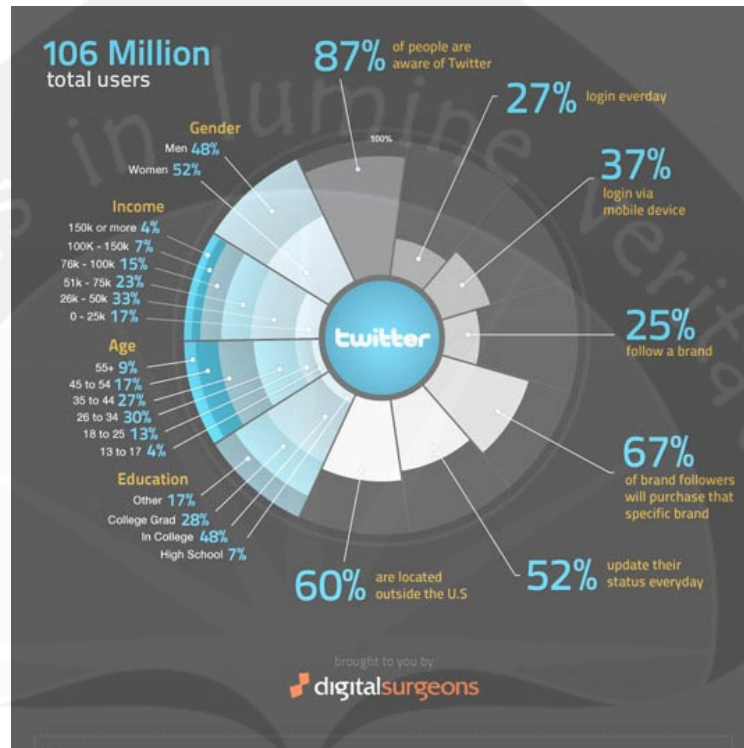 106 Million
total users
87% of people are
aware of Twitter
27% login everday
100%
Gender
Men 48%
Women 52%
37%
login via
mobile device
Income
150k or more 4%
100K - 150k 7%
76k - 100k 15%
51k - 75k 23%
26k - 50k 33%
0 - 25k 17%
twitter
25%
follow a brand
Age
55+ 9%
45 to 54 17%
35 to 44 27%
26 to 34 30%
18 to 25 13%
13 to 17 4%
67%
of brand followers
will purchase that
specific brand
Education
Other 17%
College Grad 28%
In College 48%
High School 7%
60% are located
outside the U.S
52% update their
status everyday
brought to you by
digitalsurgeons
in lumine verit